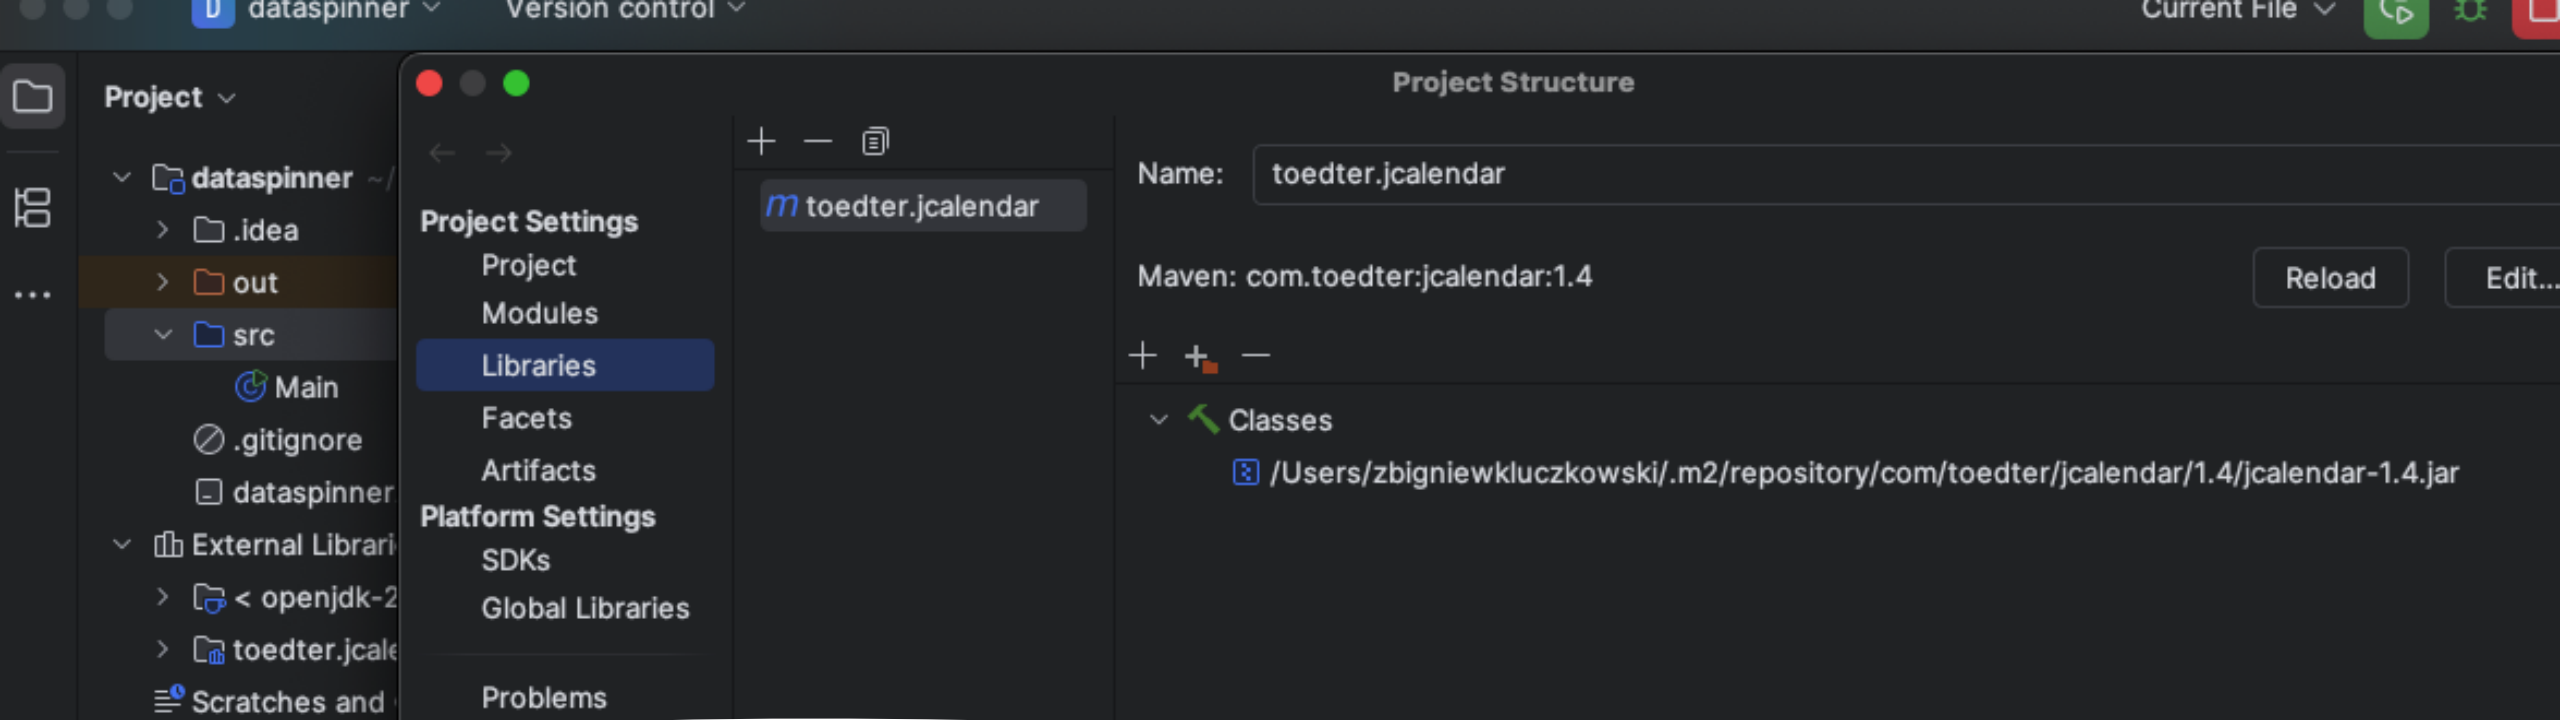 D dataspinner Version control Current File
Project
dataspinner ~/
.idea
out
src
Main
.gitignore
dataspinner
External Librari
< openjdk-2
toedter.jcale
Scratches and
Project Structure
Project Settings
Project
Modules
Libraries
Facets
Artifacts
Platform Settings
SDKs
Global Libraries
Problems
m toedter.jcalendar
Name: toedter.jcalendar
Maven: com.toedter:jcalendar:1.4 Reload Edit...
Classes
/Users/zbigniewkluczkowski/.m2/repository/com/toedter/jcalendar/1.4/jcalendar-1.4.jar